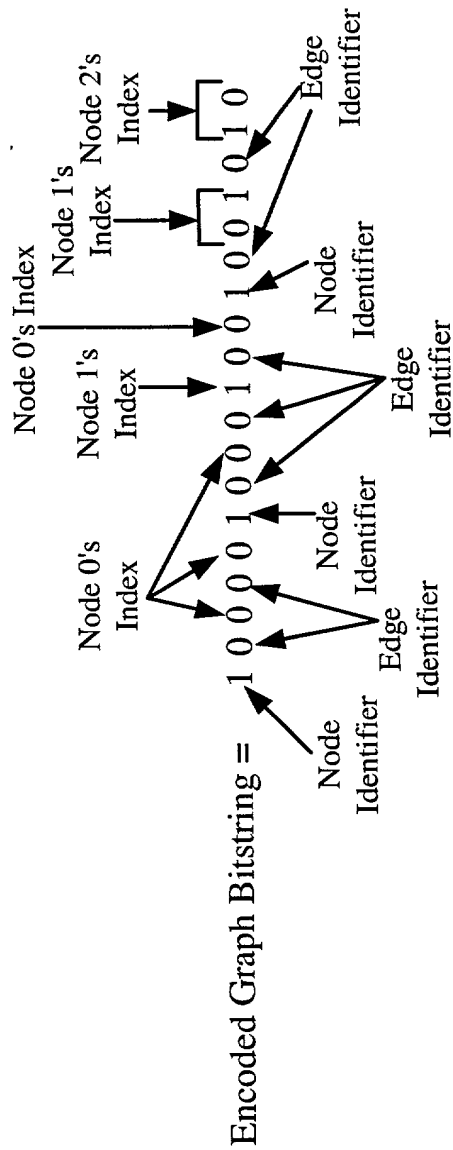 Node 0's Index
Node 0's
Index
Node 1's
Index
Node 1's
Index
Node 2's
Index
Encoded Graph Bitstring = 1 0 0 0 0 1 0 0 0 1 0 0 1 0 0 1 0 1 0
Node
Identifier
Edge
Identifier
Node
Identifier
Edge
Identifier
Node
Identifier
Edge
Identifier